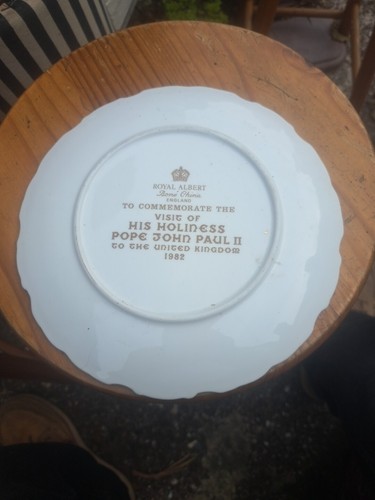 ROYAL ALBERT
Bone China
ENGLAND
TO COMMEMORATE THE
VISIT OF
HIS HOLINESS
POPE JOHN PAUL II
TO THE UNITED KINGDOM
1982